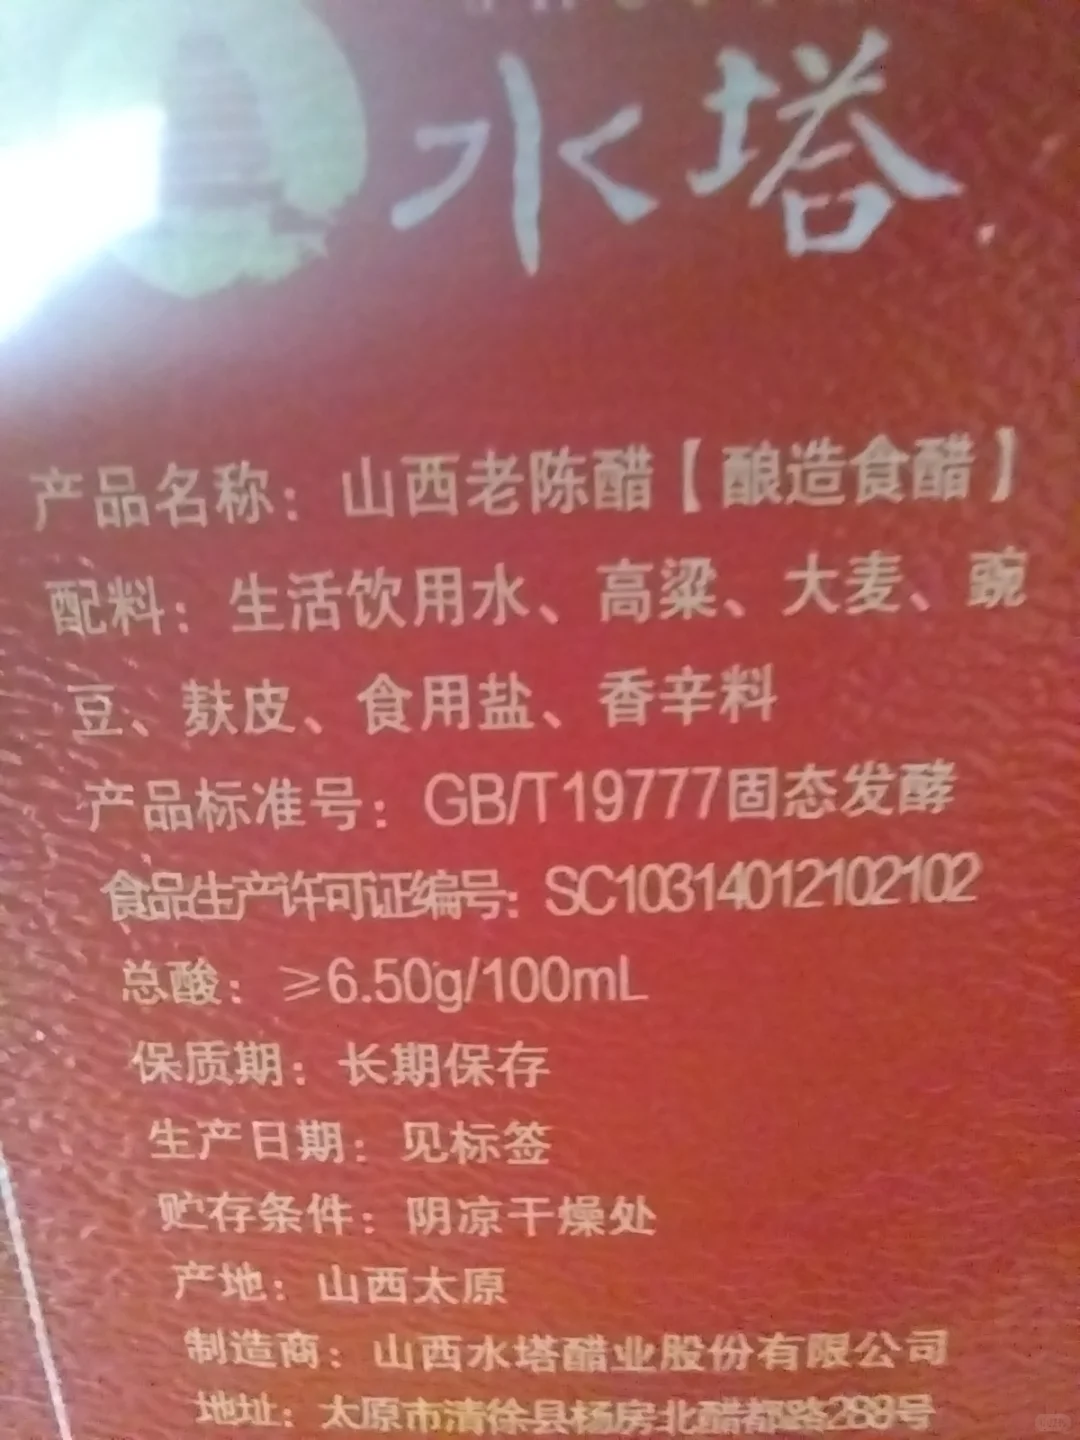 水塔
产品名称：山西老陈醋【酿造食醋】
配料：生活饮用水、高粱、大麦、豌
豆、麸皮、食用盐、香辛料
产品标准号：GB/T19777固态发酵
食品生产许可证编号：SC10314012102102
总酸：≥6.50g/100mL
保质期：长期保存
生产日期：见标签
贮存条件：阴凉干燥处
产地：山西太原
制造商：山西水塔醋业股份有限公司
地址：太原市清徐县杨房北醋都路288号